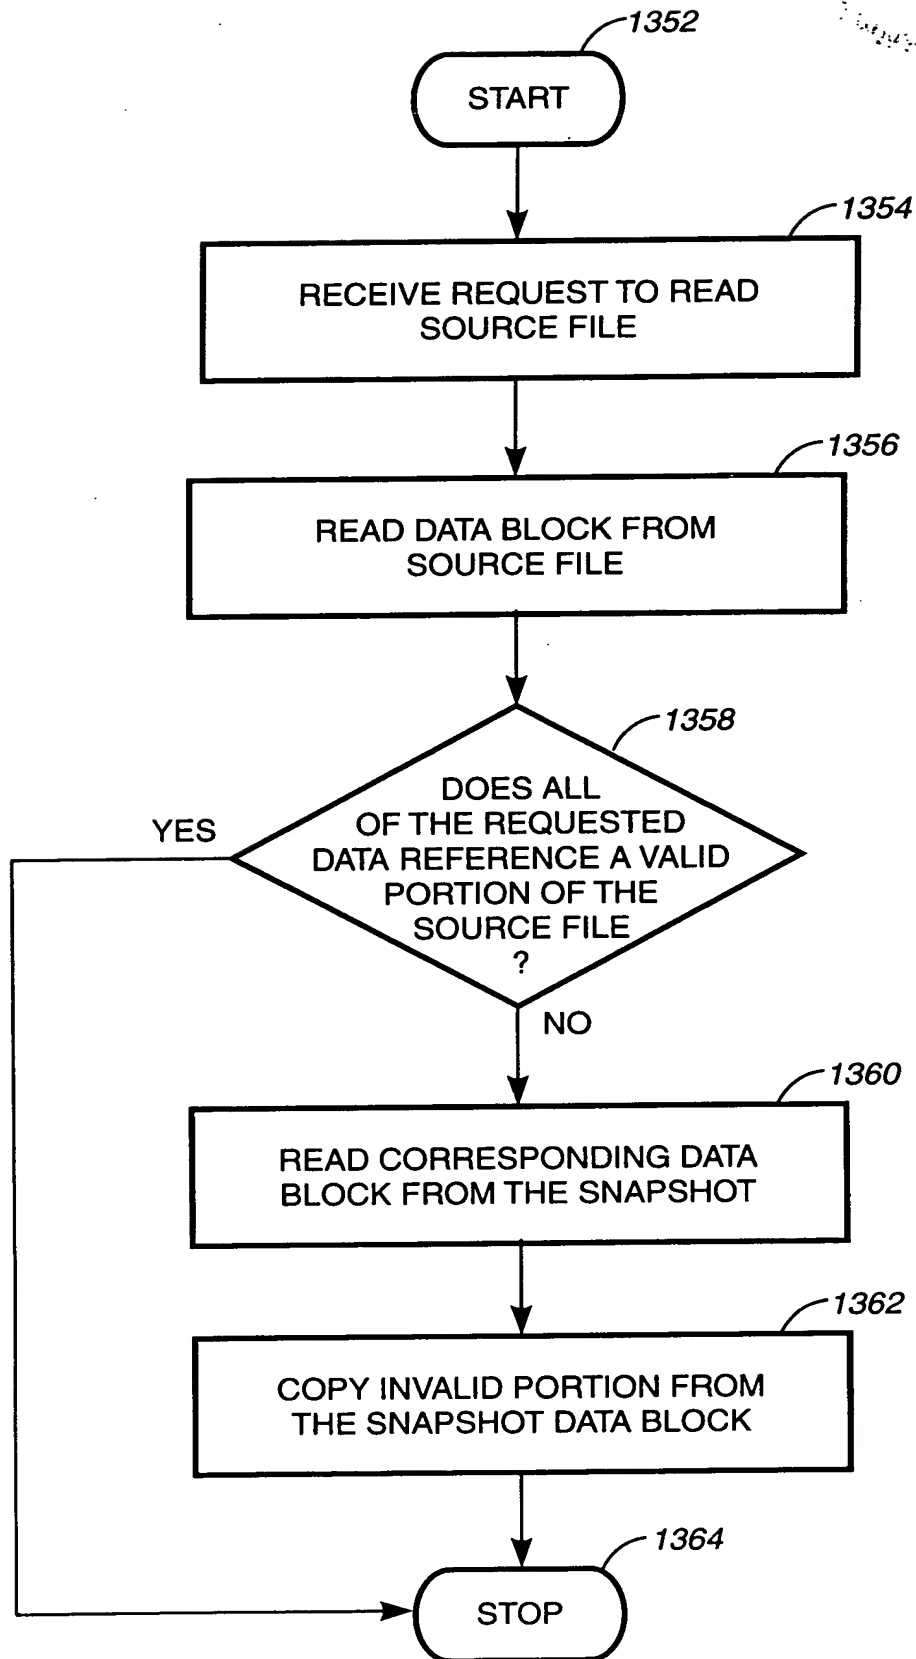 1352
START
1354
RECEIVE REQUEST TO READ
SOURCE FILE
1356
READ DATA BLOCK FROM
SOURCE FILE
1358
DOES ALL
OF THE REQUESTED
DATA REFERENCE A VALID
PORTION OF THE
SOURCE FILE
?
YES
NO
1360
READ CORRESPONDING DATA
BLOCK FROM THE SNAPSHOT
1362
COPY INVALID PORTION FROM
THE SNAPSHOT DATA BLOCK
1364
STOP